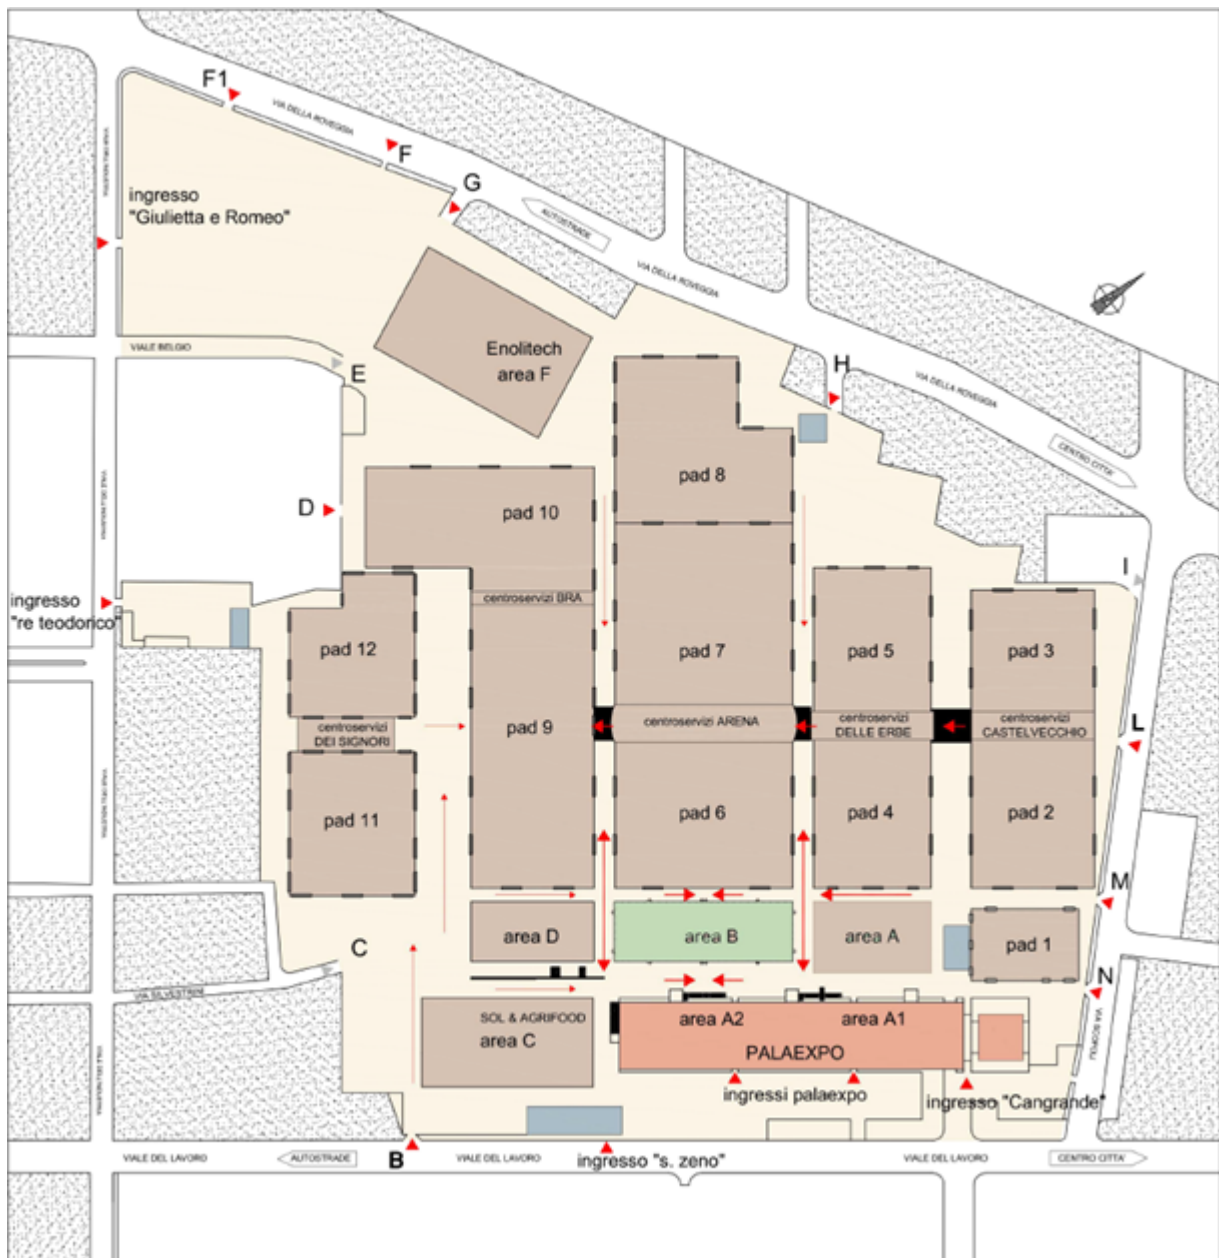 F1
VIA DELLA ROVEGGIA
F
G
ingresso
"Giulietta e Romeo"
AUTOSTRADE
VIA DELLA ROVEGGIA
VIALE BELGIO
E
Enolitech
area F
H
VIA DELLA ROVEGGIA
CENTRO CITTA'
pad 8
D
pad 10
I
ingresso
"re teodorico"
centroservizi BRA
pad 12
pad 7
pad 5
pad 3
centroservizi
DEI SIGNORI
pad 9
centroservizi ARENA
centroservizi
DELLE ERBE
centroservizi
CASTELVECCHIO
L
pad 11
pad 6
pad 4
pad 2
M
C
area D
area B
area A
pad 1
N
SOL & AGRIFOOD
area C
area A2
area A1
PALAEXPO
VIA SCOPOLI
ingressi palaexpo
ingresso "Cangrande"
VIALE DEL LAVORO
AUTOSTRADE
B
VIALE DEL LAVORO
ingresso "s. zeno"
VIALE DEL LAVORO
CENTRO CITTA'